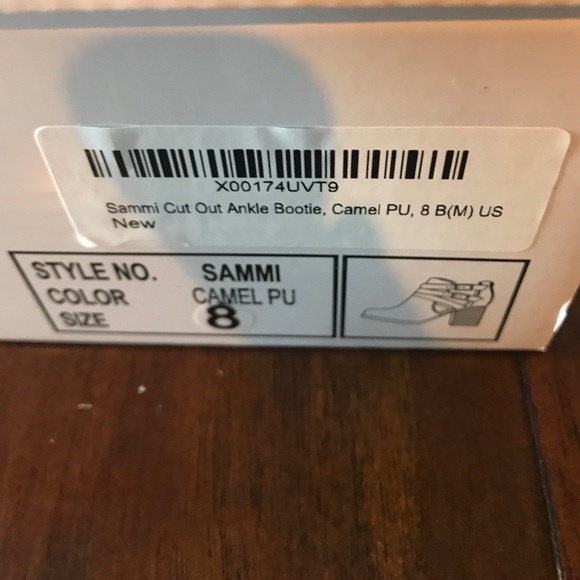 X00174UVT9
Sammi Cut Out Ankle Bootie, Camel PU, 8 B(M) US
New
STYLE NO. SAMMI
COLOR CAMEL PU
SIZE 8